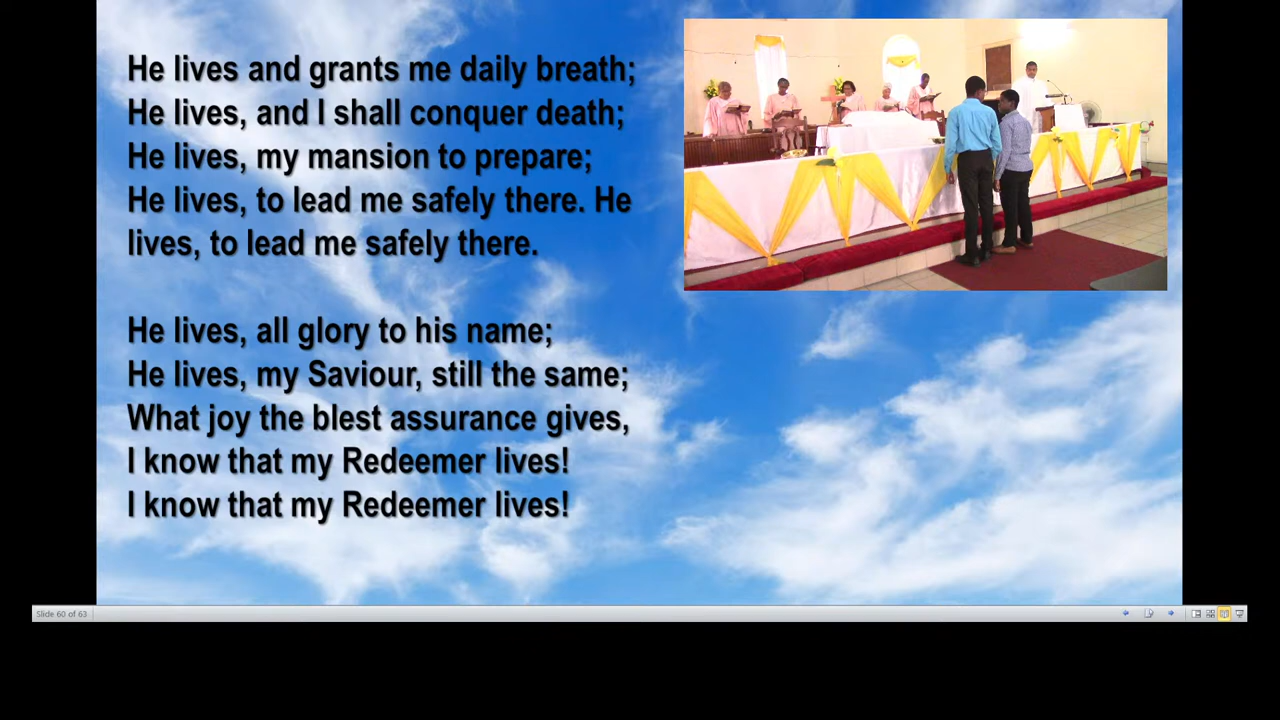 He lives and grants me daily breath;
He lives, and I shall conquer death;
He lives, my mansion to prepare;
He lives, to lead me safely there. He
lives, to lead me safely there.
He lives, all glory to his name;
He lives, my Saviour, still the same;
What joy the blest assurance gives,
I know that my Redeemer lives!
I know that my Redeemer lives!
Slide 60 of 63